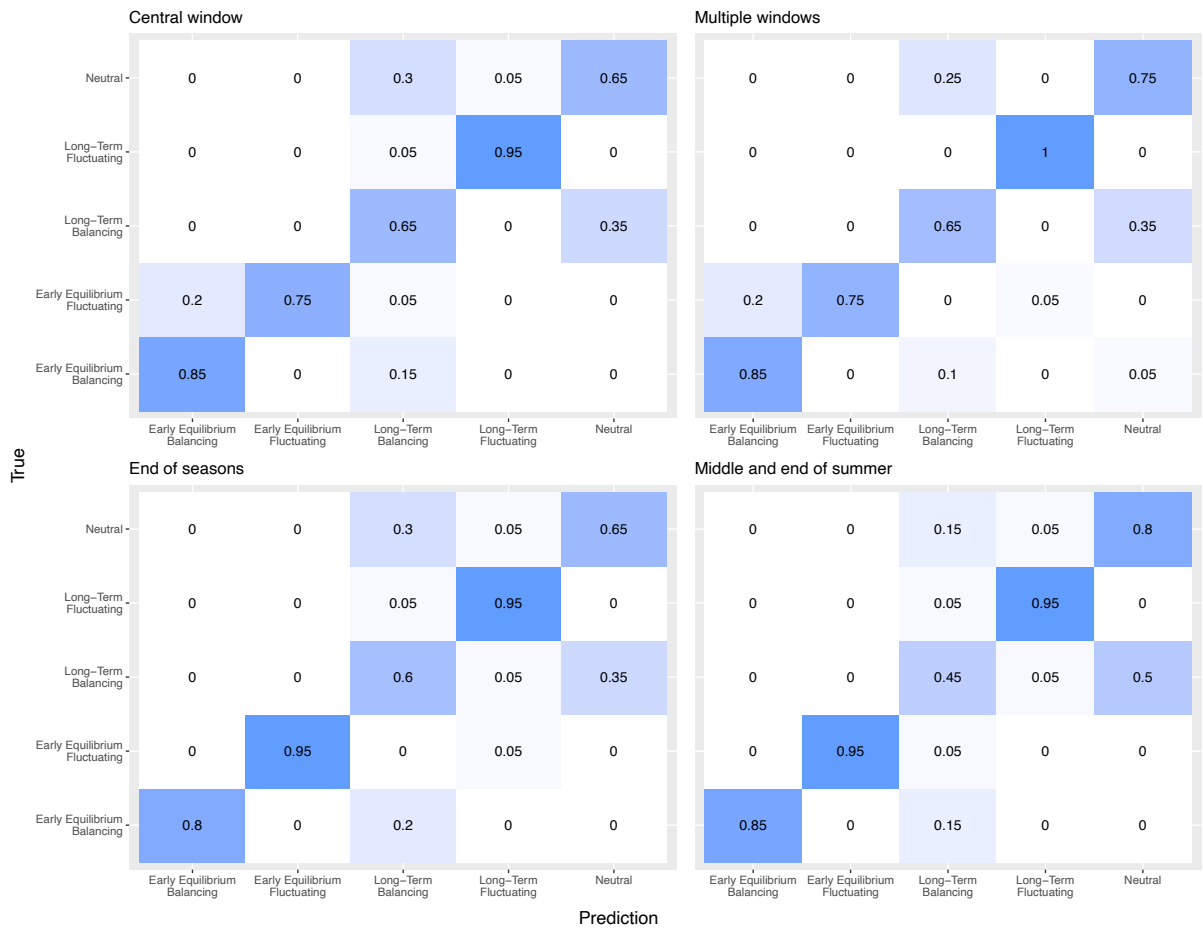 Central window
Neutral
0 0 0.3 0.05 0.65
Long−Term
Fluctuating
0 0 0.05 0.95 0
Long−Term
Balancing
0 0 0.65 0 0.35
Early Equilibrium
Fluctuating
0.2 0.75 0.05 0 0
Early Equilibrium
Balancing
0.85 0 0.15 0 0
Early Equilibrium
Balancing
Early Equilibrium
Fluctuating
Long−Term
Balancing
Long−Term
Fluctuating
Neutral
Multiple windows
0 0 0.25 0 0.75
0 0 0 1 0
0 0 0.65 0 0.35
0.2 0.75 0 0.05 0
0.85 0 0.1 0 0.05
Early Equilibrium
Balancing
Early Equilibrium
Fluctuating
Long−Term
Balancing
Long−Term
Fluctuating
Neutral
True
End of seasons
Neutral
0 0 0.3 0.05 0.65
Long−Term
Fluctuating
0 0 0.05 0.95 0
Long−Term
Balancing
0 0 0.6 0.05 0.35
Early Equilibrium
Fluctuating
0 0.95 0 0.05 0
Early Equilibrium
Balancing
0.8 0 0.2 0 0
Early Equilibrium
Balancing
Early Equilibrium
Fluctuating
Long−Term
Balancing
Long−Term
Fluctuating
Neutral
Middle and end of summer
0 0 0.15 0.05 0.8
0 0 0.05 0.95 0
0 0 0.45 0.05 0.5
0 0.95 0.05 0 0
0.85 0 0.15 0 0
Early Equilibrium
Balancing
Early Equilibrium
Fluctuating
Long−Term
Balancing
Long−Term
Fluctuating
Neutral
Prediction